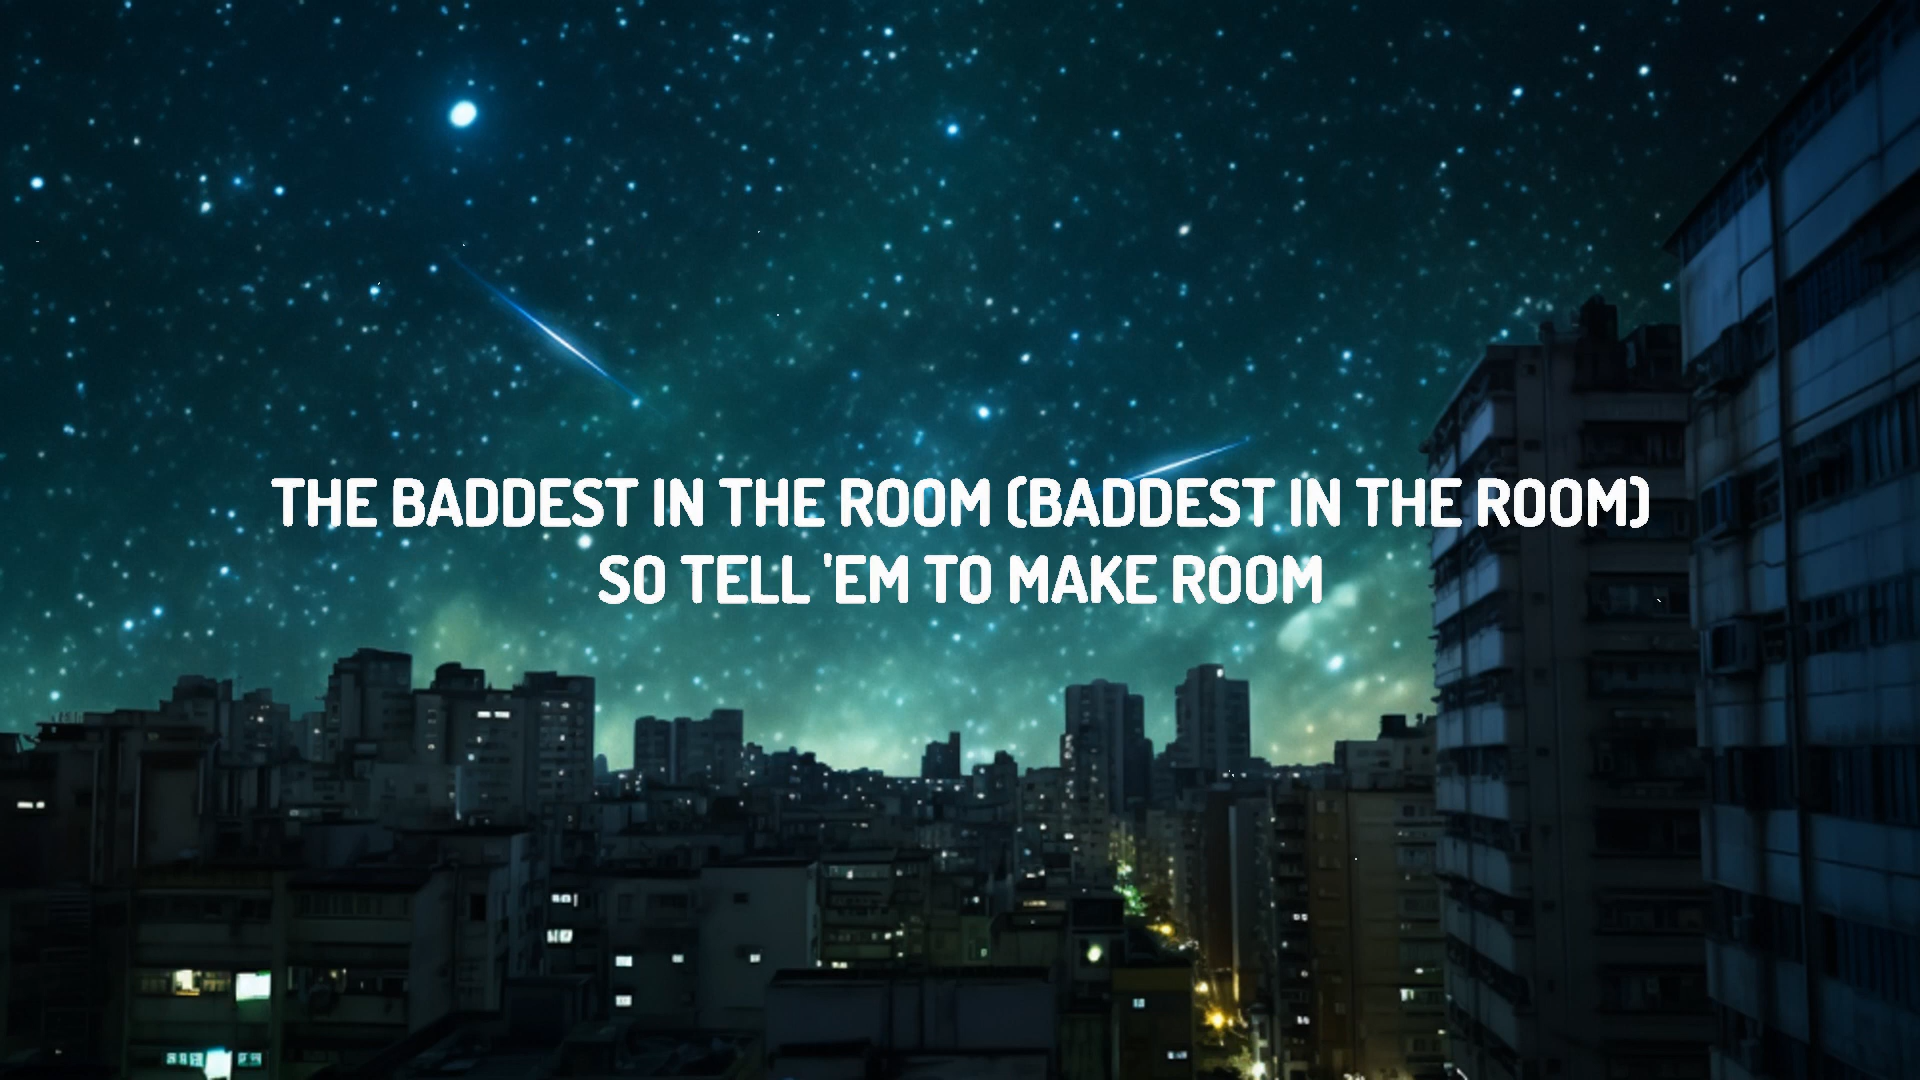 THE BADDEST IN THE ROOM (BADDEST IN THE ROOM)
SO TELL 'EM TO MAKE ROOM